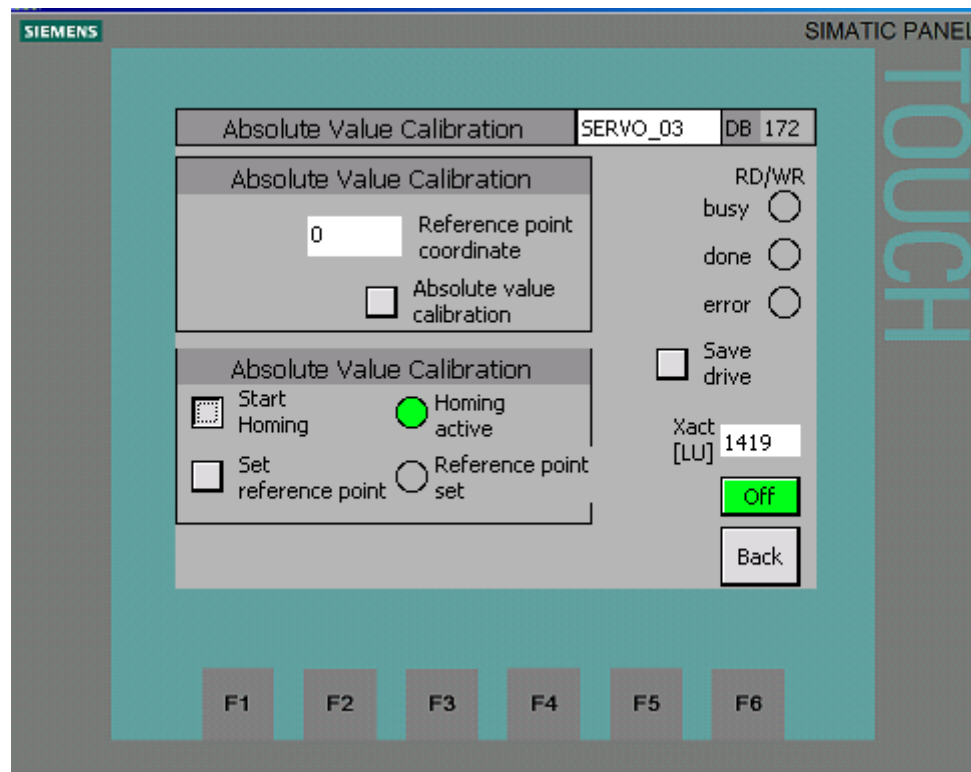 SIEMENS
SIMATIC PANEL
TOUCH
Absolute Value Calibration
SERVO_03
DB 172
Absolute Value Calibration
0
Reference point
coordinate
Absolute value
calibration
RD/WR
busy
done
error
Save
drive
Absolute Value Calibration
Start
Homing
Homing
active
Set
reference point
Reference point
set
Xact
[LU]
1419
Off
Back
F1
F2
F3
F4
F5
F6